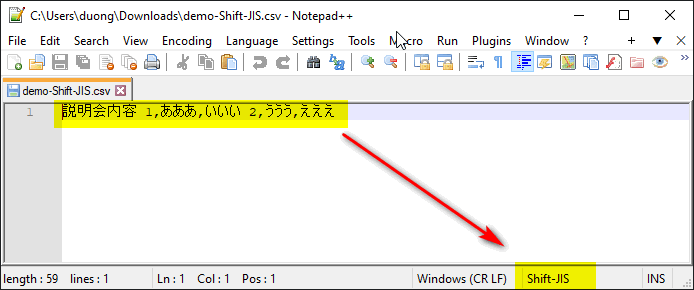 C:\Users\duong\Downloads\demo-Shift-JIS.csv - Notepad++
File Edit Search View Encoding Language Settings Tools Macro Run Plugins Window ? + ▼ X
demo-Shift-JIS.csv
1 説明会内容 1,あああ,いいい 2,ううう,えええ
length : 59 lines : 1 Ln : 1 Col : 1 Pos : 1 Windows (CR LF) Shift-JIS INS